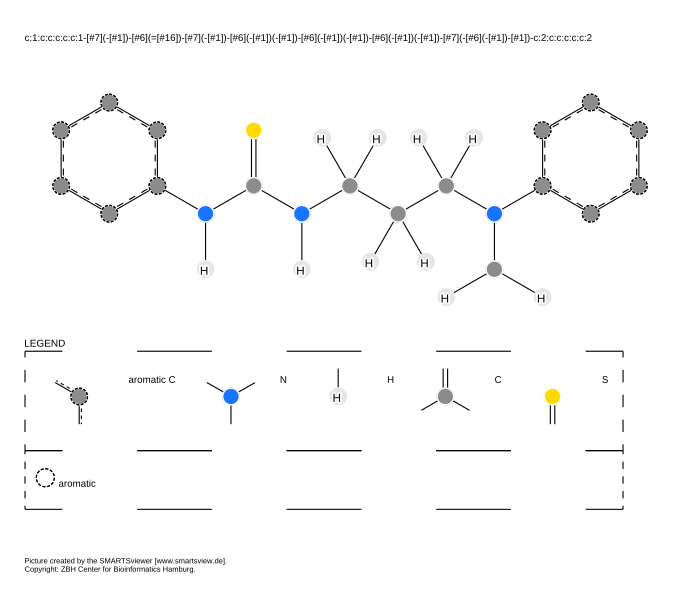 c:1:c:c:c:c:c:1-[#7](-[#1])-[#6](=[#16])-[#7](-[#1])-[#6](-[#1])(-[#1])-[#6](-[#1])(-[#1])-[#6](-[#1])(-[#1])-[#7](-[#6](-[#1])-[#1])-c:2:c:c:c:c:c:2
H H H H
H H
H H
H H
LEGEND
aromatic C N H C S
H
aromatic
Picture created by the SMARTSviewer [www.smartsview.de].
Copyright: ZBH Center for Bioinformatics Hamburg.